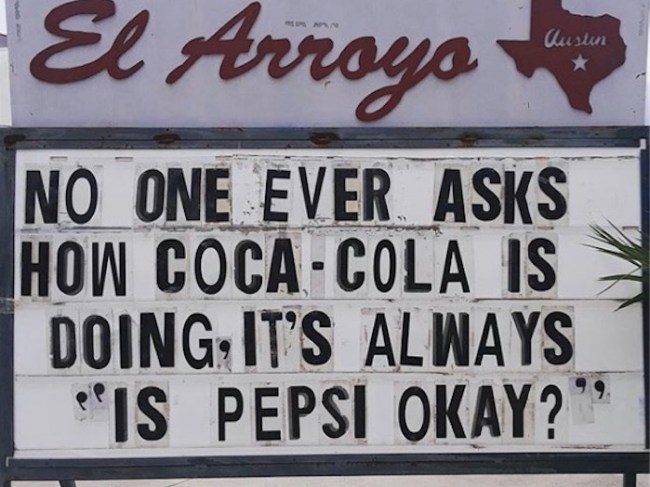 El Arroyo
Austin
NO ONE EVER ASKS
HOW COCA-COLA IS
DOING, IT'S ALWAYS
"IS PEPSI OKAY?"